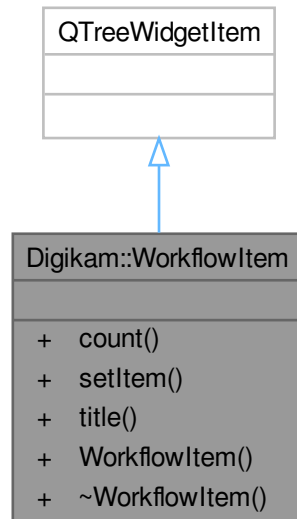 QTreeWidgetItem
Digikam::WorkflowItem
+ count()
+ setItem()
+ title()
+ WorkflowItem()
+ ~WorkflowItem()